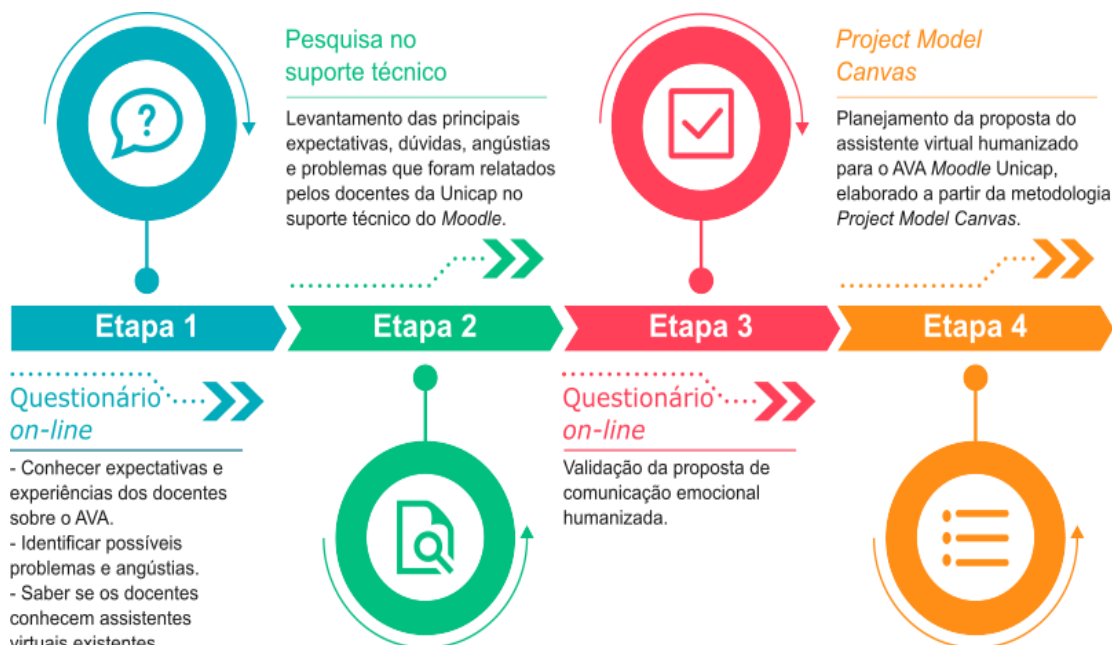 Pesquisa no
suporte técnico
Levantamento das principais
expectativas, dúvidas, angústias
e problemas que foram relatados
pelos docentes da Unicap no
suporte técnico do Moodle.
Project Model
Canvas
Planejamento da proposta do
assistente virtual humanizado
para o AVA Moodle Unicap,
elaborado a partir da metodologia
Project Model Canvas.
?
Etapa 1
Etapa 2
Etapa 3
Etapa 4
Questionário
on-line
- Conhecer expectativas e
experiências dos docentes
sobre o AVA.
- Identificar possíveis
problemas e angústias.
- Saber se os docentes
conhecem assistentes
virtuais existentes
Questionário
on-line
Validação da proposta de
comunicação emocional
humanizada.